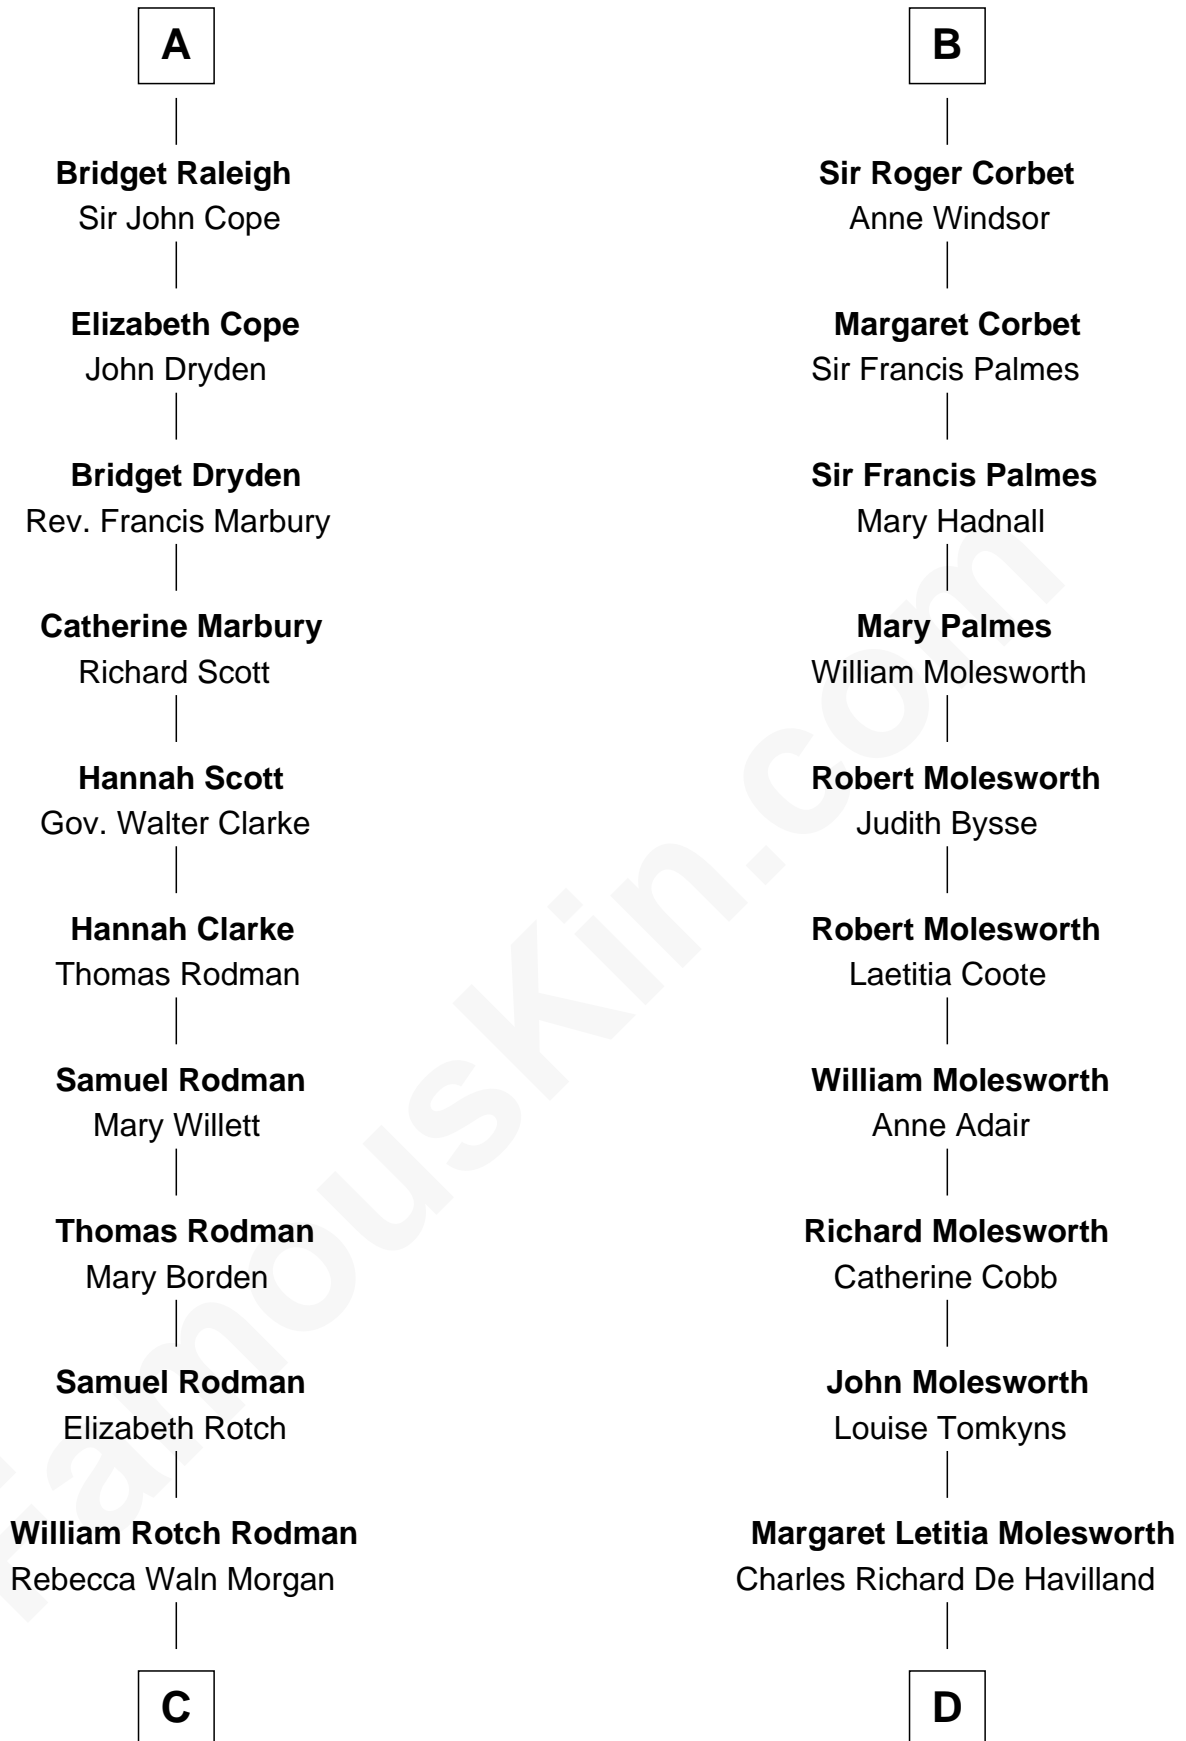 A
Bridget Raleigh
Sir John Cope
Elizabeth Cope
John Dryden
Bridget Dryden
Rev. Francis Marbury
Catherine Marbury
Richard Scott
Hannah Scott
Gov. Walter Clarke
Hannah Clarke
Thomas Rodman
Samuel Rodman
Mary Willett
Thomas Rodman
Mary Borden
Samuel Rodman
Elizabeth Rotch
William Rotch Rodman
Rebecca Waln Morgan
C
B
Sir Roger Corbet
Anne Windsor
Margaret Corbet
Sir Francis Palmes
Sir Francis Palmes
Mary Hadnall
Mary Palmes
William Molesworth
Robert Molesworth
Judith Bysse
Robert Molesworth
Laetitia Coote
William Molesworth
Anne Adair
Richard Molesworth
Catherine Cobb
John Molesworth
Louise Tomkyns
Margaret Letitia Molesworth
Charles Richard De Havilland
D
FamousKin.com